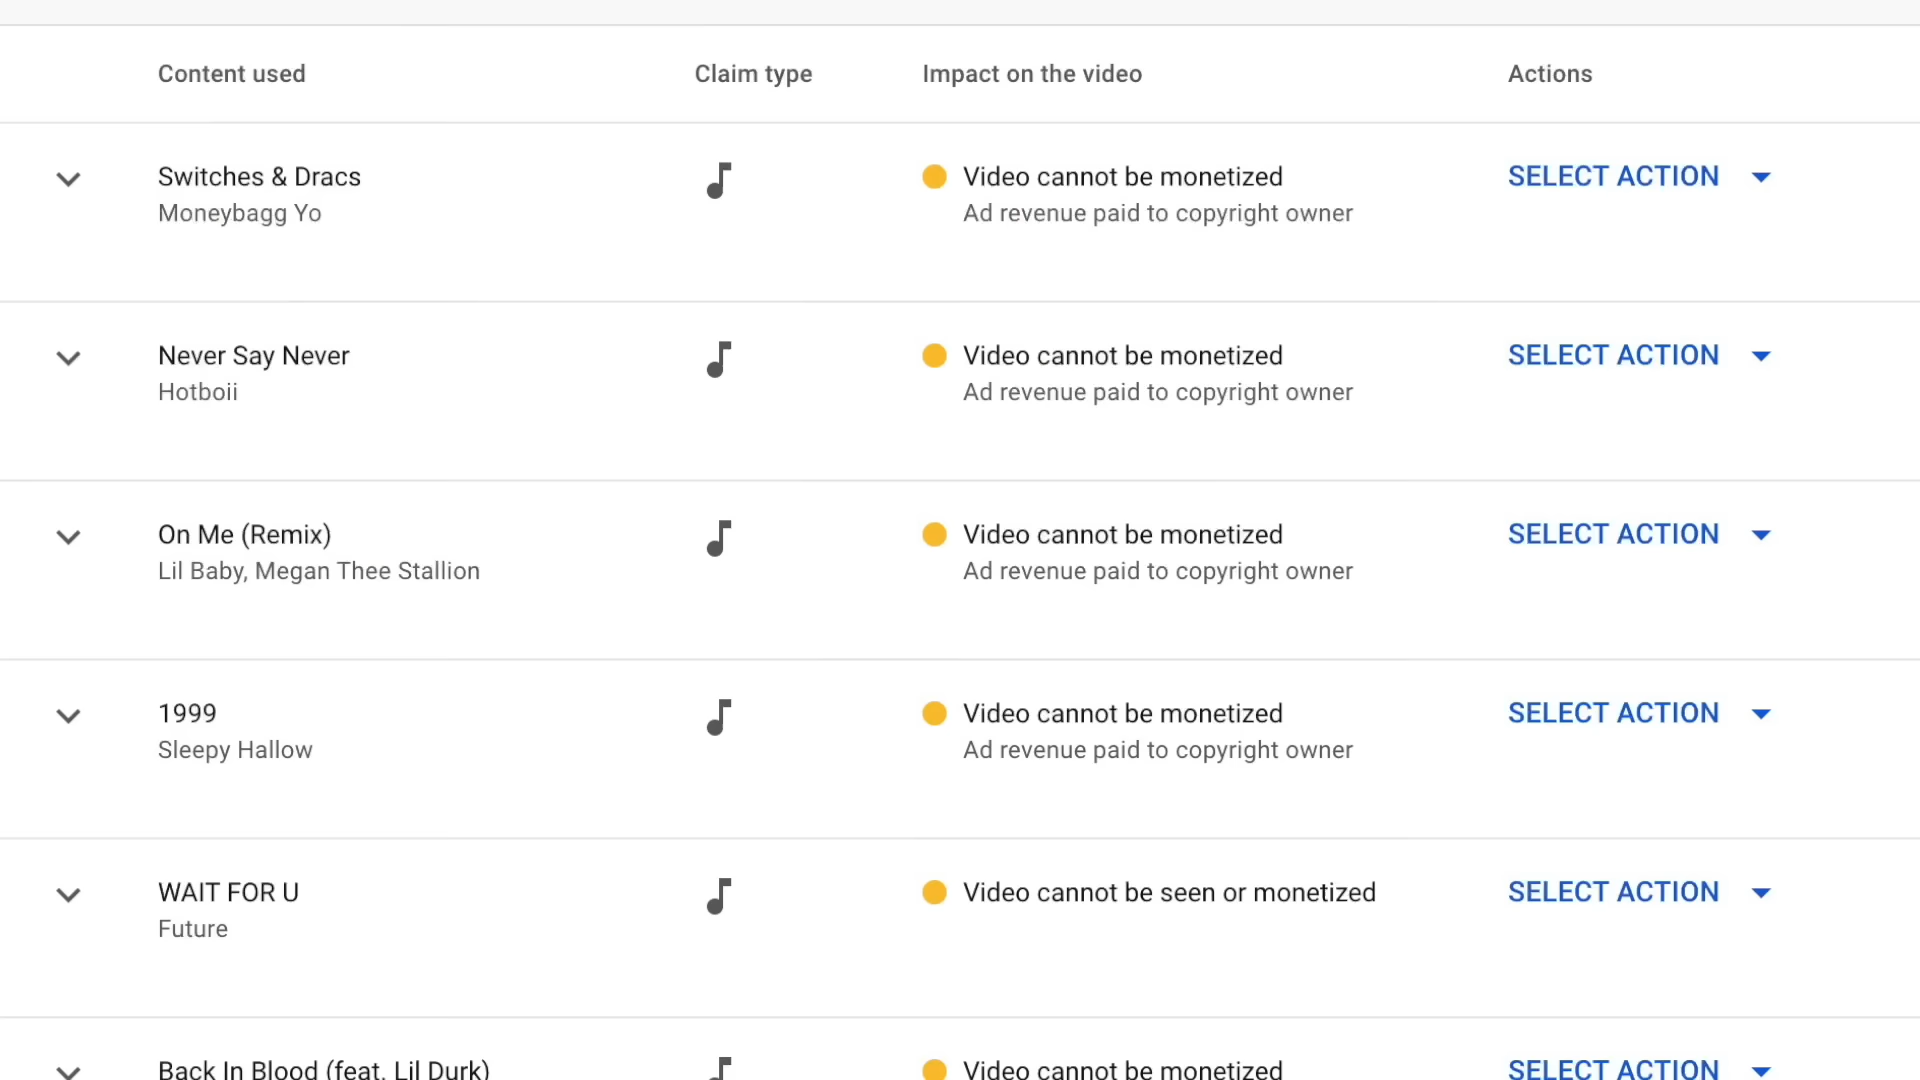 Content used Claim type Impact on the video Actions
Switches & Dracs Video cannot be monetized SELECT ACTION
Moneybagg Yo Ad revenue paid to copyright owner
Never Say Never Video cannot be monetized SELECT ACTION
Hotboii Ad revenue paid to copyright owner
On Me (Remix) Video cannot be monetized SELECT ACTION
Lil Baby, Megan Thee Stallion Ad revenue paid to copyright owner
1999 Video cannot be monetized SELECT ACTION
Sleepy Hallow Ad revenue paid to copyright owner
WAIT FOR U Video cannot be seen or monetized SELECT ACTION
Future
Back In Blood (feat. Lil Durk) Video cannot be monetized SELECT ACTION